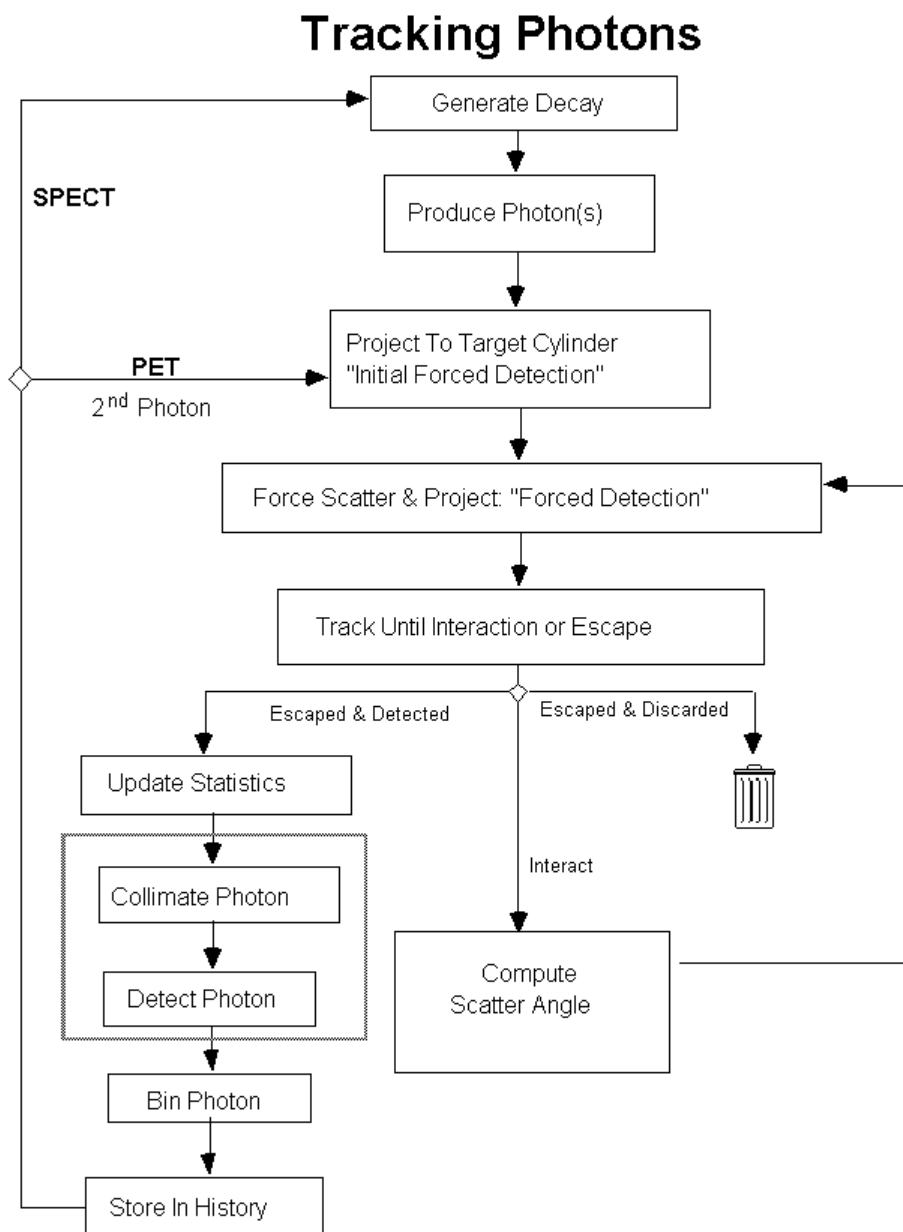 Tracking Photons
Generate Decay
SPECT
Produce Photon(s)
Project To Target Cylinder
"Initial Forced Detection"
PET
2nd Photon
Force Scatter & Project: "Forced Detection"
Track Until Interaction or Escape
Escaped & Detected
Escaped & Discarded
Update Statistics
Interact
Collimate Photon
Compute
Scatter Angle
Detect Photon
Bin Photon
Store In History